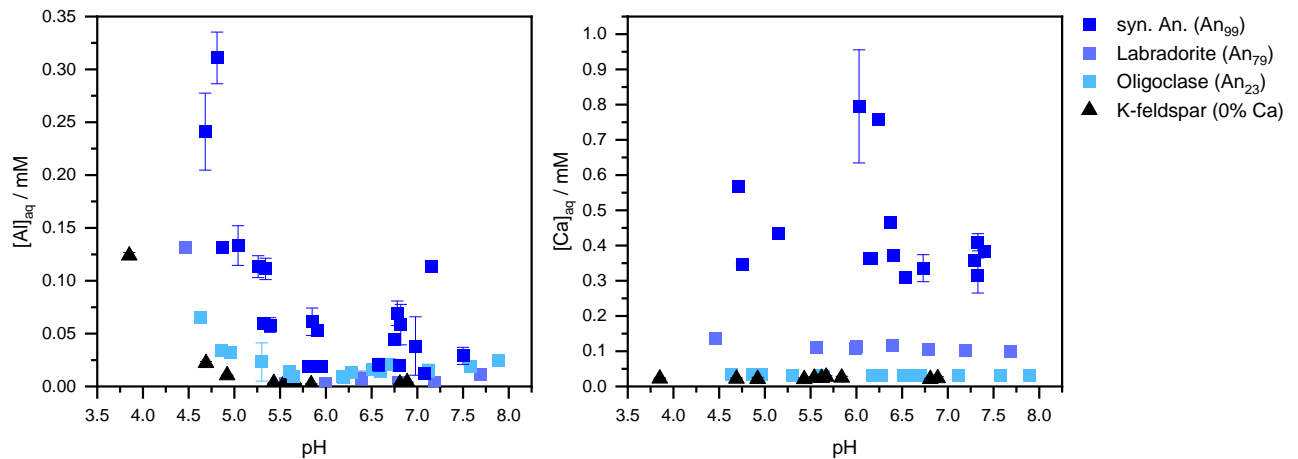 0.35
0.30
0.25
0.20
0.15
0.10
0.05
0.00
[Al]aq / mM
3.5 4.0 4.5 5.0 5.5 6.0 6.5 7.0 7.5 8.0
pH
1.0
0.9
0.8
0.7
0.6
0.5
0.4
0.3
0.2
0.1
0.0
[Ca]aq / mM
3.5 4.0 4.5 5.0 5.5 6.0 6.5 7.0 7.5 8.0
pH
syn. An. (An99)
Labradorite (An79)
Oligoclase (An23)
K-feldspar (0% Ca)